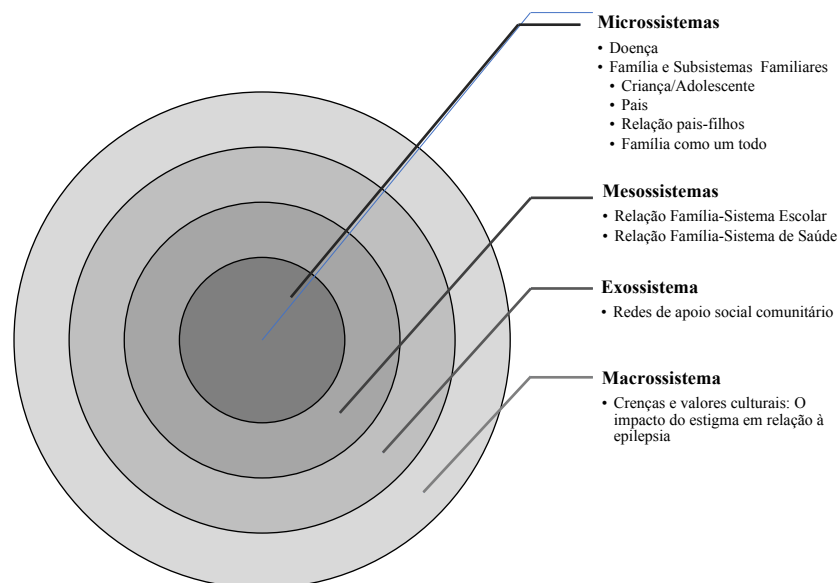 Microssistemas
• Doença
• Família e Subsistemas Familiares
• Criança/Adolescente
• Pais
• Relação pais-filhos
• Família como um todo
Mesossistemas
• Relação Família-Sistema Escolar
• Relação Família-Sistema de Saúde
Exossistema
• Redes de apoio social comunitário
Macrossistema
• Crenças e valores culturais: O
impacto do estigma em relação à
epilepsia